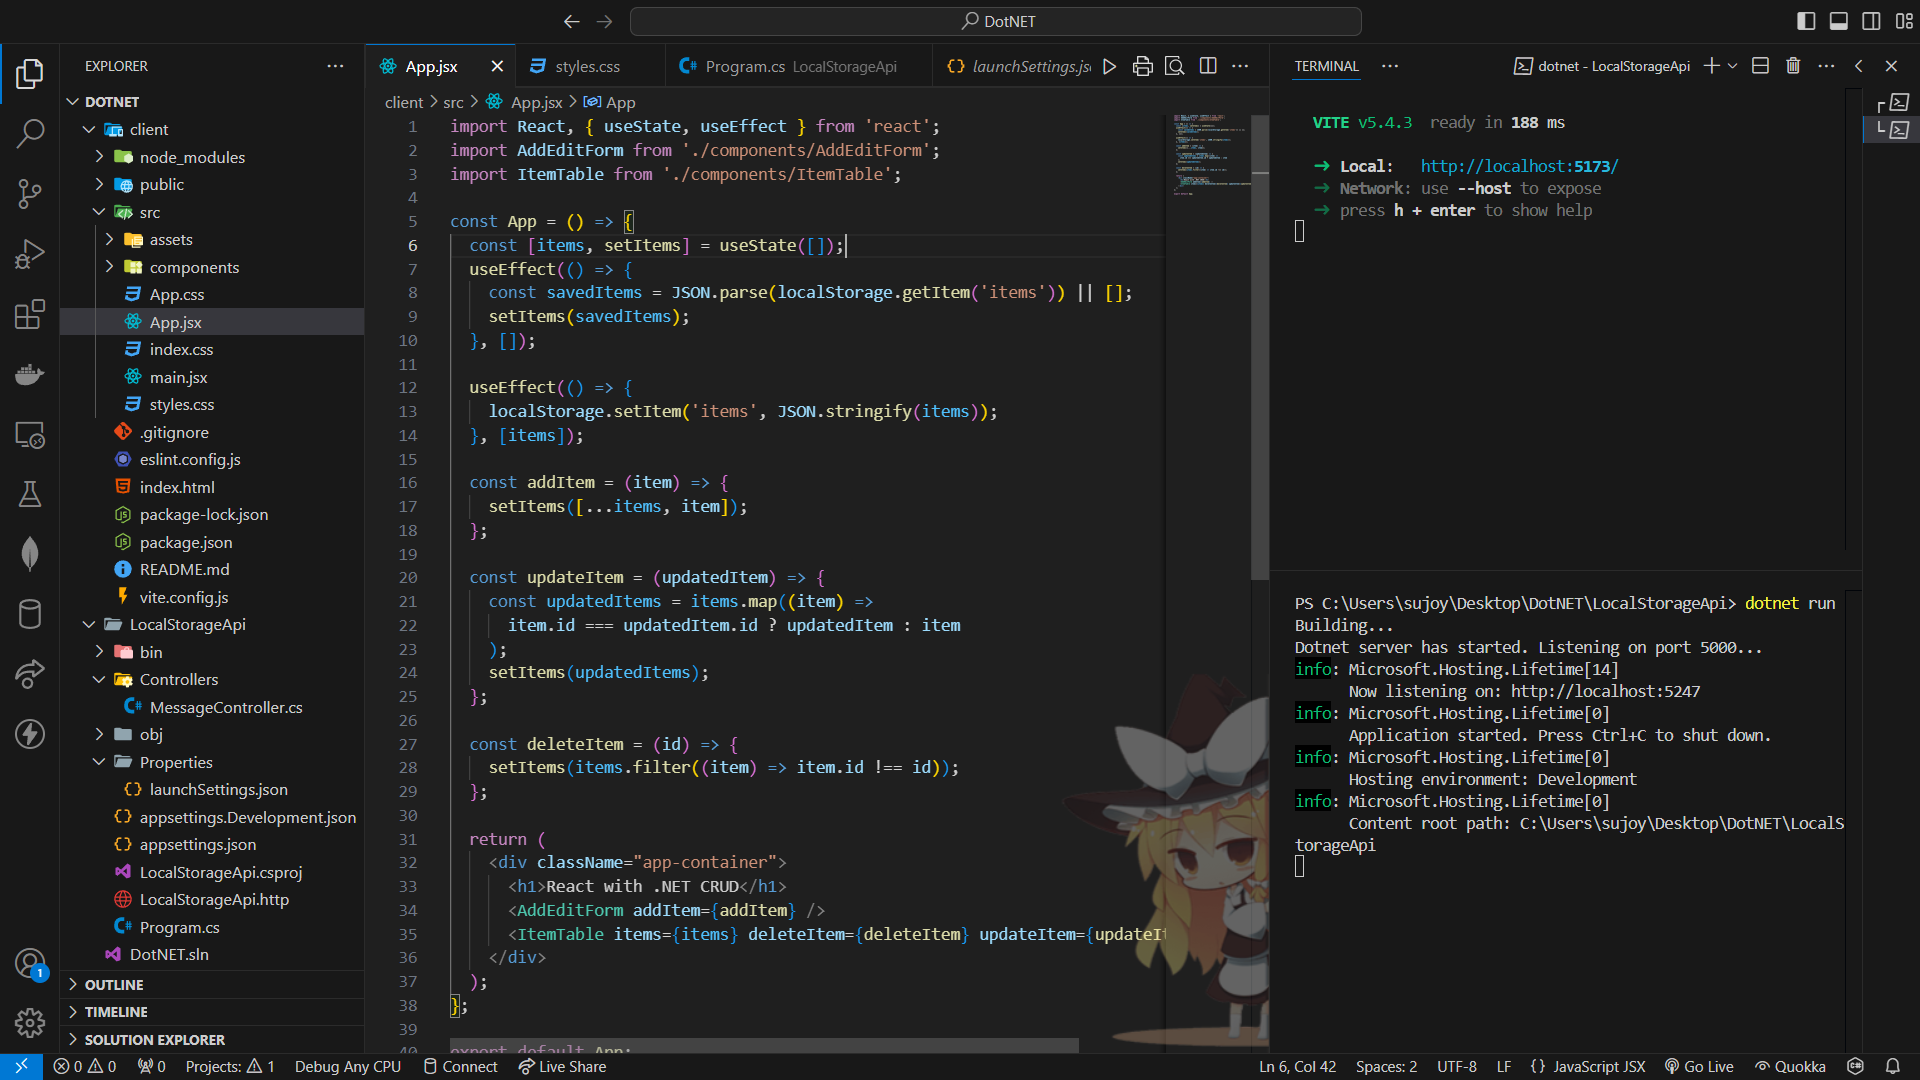 DotNET
EXPLORER
DOTNET
client
node_modules
public
src
assets
components
App.css
App.jsx
index.css
main.jsx
styles.css
.gitignore
eslint.config.js
index.html
package-lock.json
package.json
README.md
vite.config.js
LocalStorageApi
bin
Controllers
MessageController.cs
obj
Properties
launchSettings.json
appsettings.Development.json
appsettings.json
LocalStorageApi.csproj
LocalStorageApi.http
Program.cs
DotNET.sln
OUTLINE
TIMELINE
SOLUTION EXPLORER
1
App.jsx styles.css Program.cs LocalStorageApi launchSettings.js
client > src > App.jsx > App
1 import React, { useState, useEffect } from 'react';
2 import AddEditForm from './components/AddEditForm';
3 import ItemTable from './components/ItemTable';
4
5 const App = () => {
6 const [items, setItems] = useState([]);
7 useEffect(() => {
8 const savedItems = JSON.parse(localStorage.getItem('items')) || [];
9 setItems(savedItems);
10 }, []);
11
12 useEffect(() => {
13 localStorage.setItem('items', JSON.stringify(items));
14 }, [items]);
15
16 const addItem = (item) => {
17 setItems([...items, item]);
18 };
19
20 const updateItem = (updatedItem) => {
21 const updatedItems = items.map((item) =>
22 item.id === updatedItem.id ? updatedItem : item
23 );
24 setItems(updatedItems);
25 };
26
27 const deleteItem = (id) => {
28 setItems(items.filter((item) => item.id !== id));
29 };
30
31 return (
32 <div className="app-container">
33 <h1>React with .NET CRUD</h1>
34 <AddEditForm addItem={addItem} />
35 <ItemTable items={items} deleteItem={deleteItem} updateItem={updateIt
36 </div>
37 );
38 };
39
40 export default App;
TERMINAL
dotnet - LocalStorageApi
VITE v5.4.3 ready in 188 ms
➜ Local: http://localhost:5173/
➜ Network: use --host to expose
➜ press h + enter to show help
PS C:\Users\sujoy\Desktop\DotNET\LocalStorageApi> dotnet run
Building...
Dotnet server has started. Listening on port 5000...
info: Microsoft.Hosting.Lifetime[14]
Now listening on: http://localhost:5247
info: Microsoft.Hosting.Lifetime[0]
Application started. Press Ctrl+C to shut down.
info: Microsoft.Hosting.Lifetime[0]
Hosting environment: Development
info: Microsoft.Hosting.Lifetime[0]
Content root path: C:\Users\sujoy\Desktop\DotNET\LocalS
torageApi
0 0 0 Projects: 1 Debug Any CPU Connect Live Share Ln 6, Col 42 Spaces: 2 UTF-8 LF {} JavaScript JSX Go Live Quokka